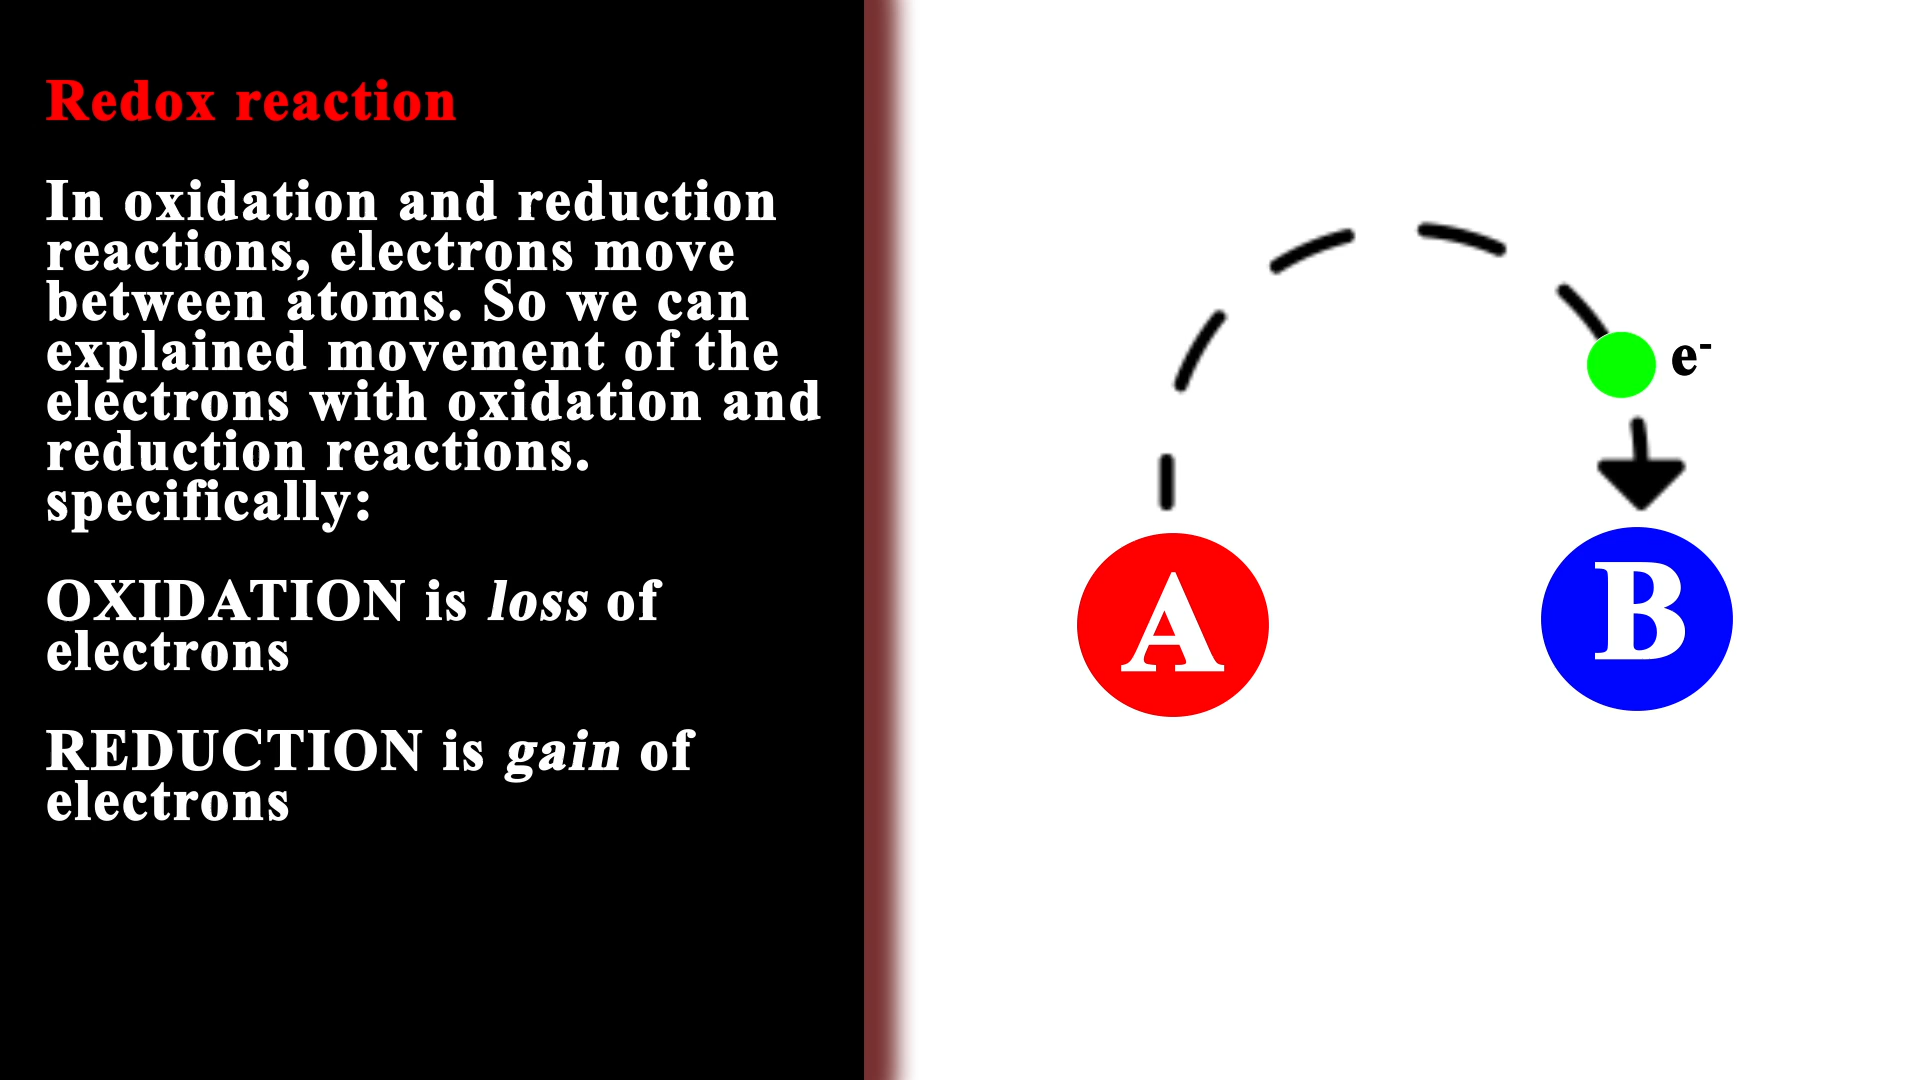 Redox reaction
In oxidation and reduction
reactions, electrons move
between atoms. So we can
explained movement of the
electrons with oxidation and
reduction reactions.
specifically:
OXIDATION is loss of
electrons
REDUCTION is gain of
electrons
e-
A
B